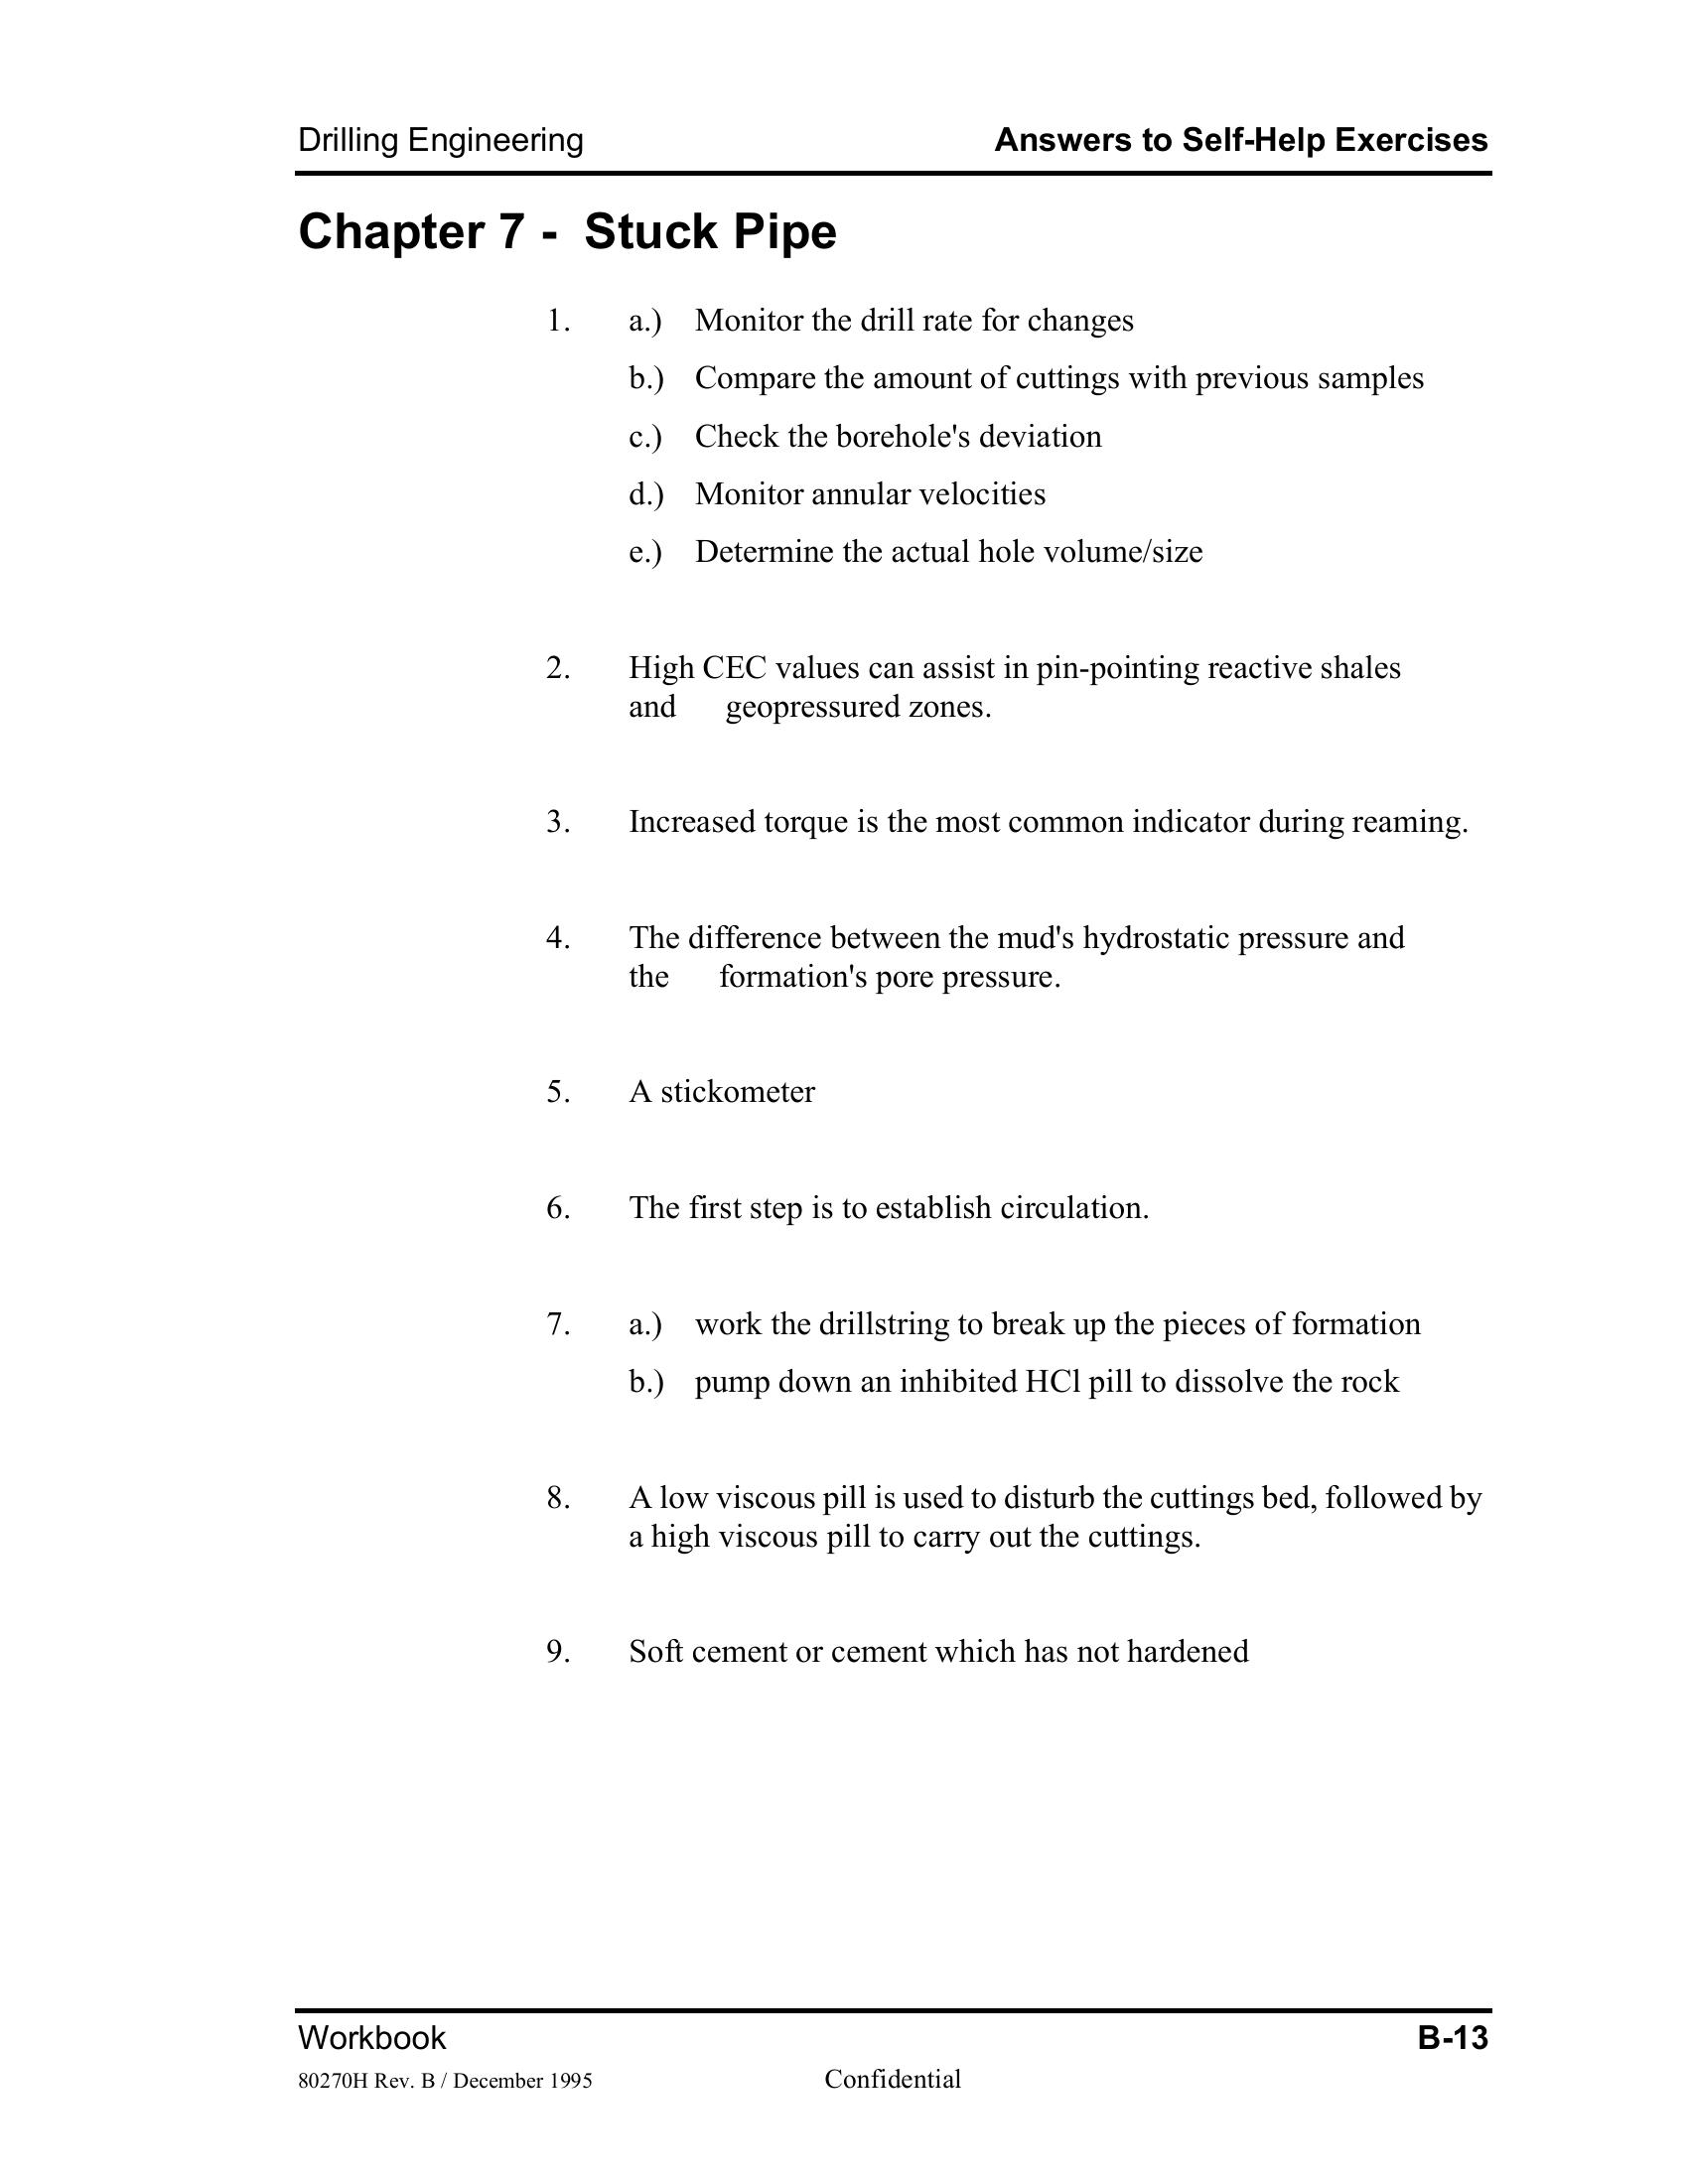 Drilling Engineering Answers to Self-Help Exercises
Chapter 7 - Stuck Pipe
1. a.) Monitor the drill rate for changes
b.) Compare the amount of cuttings with previous samples
c.) Check the borehole's deviation
d.) Monitor annular velocities
e.) Determine the actual hole volume/size
2. High CEC values can assist in pin-pointing reactive shales
and geopressured zones.
3. Increased torque is the most common indicator during reaming.
4. The difference between the mud's hydrostatic pressure and
the formation's pore pressure.
5. A stickometer
6. The first step is to establish circulation.
7. a.) work the drillstring to break up the pieces of formation
b.) pump down an inhibited HCl pill to dissolve the rock
8. A low viscous pill is used to disturb the cuttings bed, followed by
a high viscous pill to carry out the cuttings.
9. Soft cement or cement which has not hardened
Workbook B-13
80270H Rev. B / December 1995 Confidential